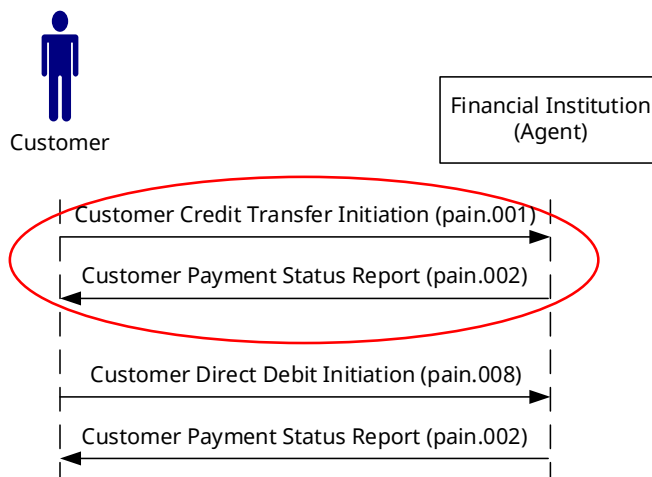 Customer
Financial Institution
(Agent)
Customer Credit Transfer Initiation (pain.001)
Customer Payment Status Report (pain.002)
Customer Direct Debit Initiation (pain.008)
Customer Payment Status Report (pain.002)